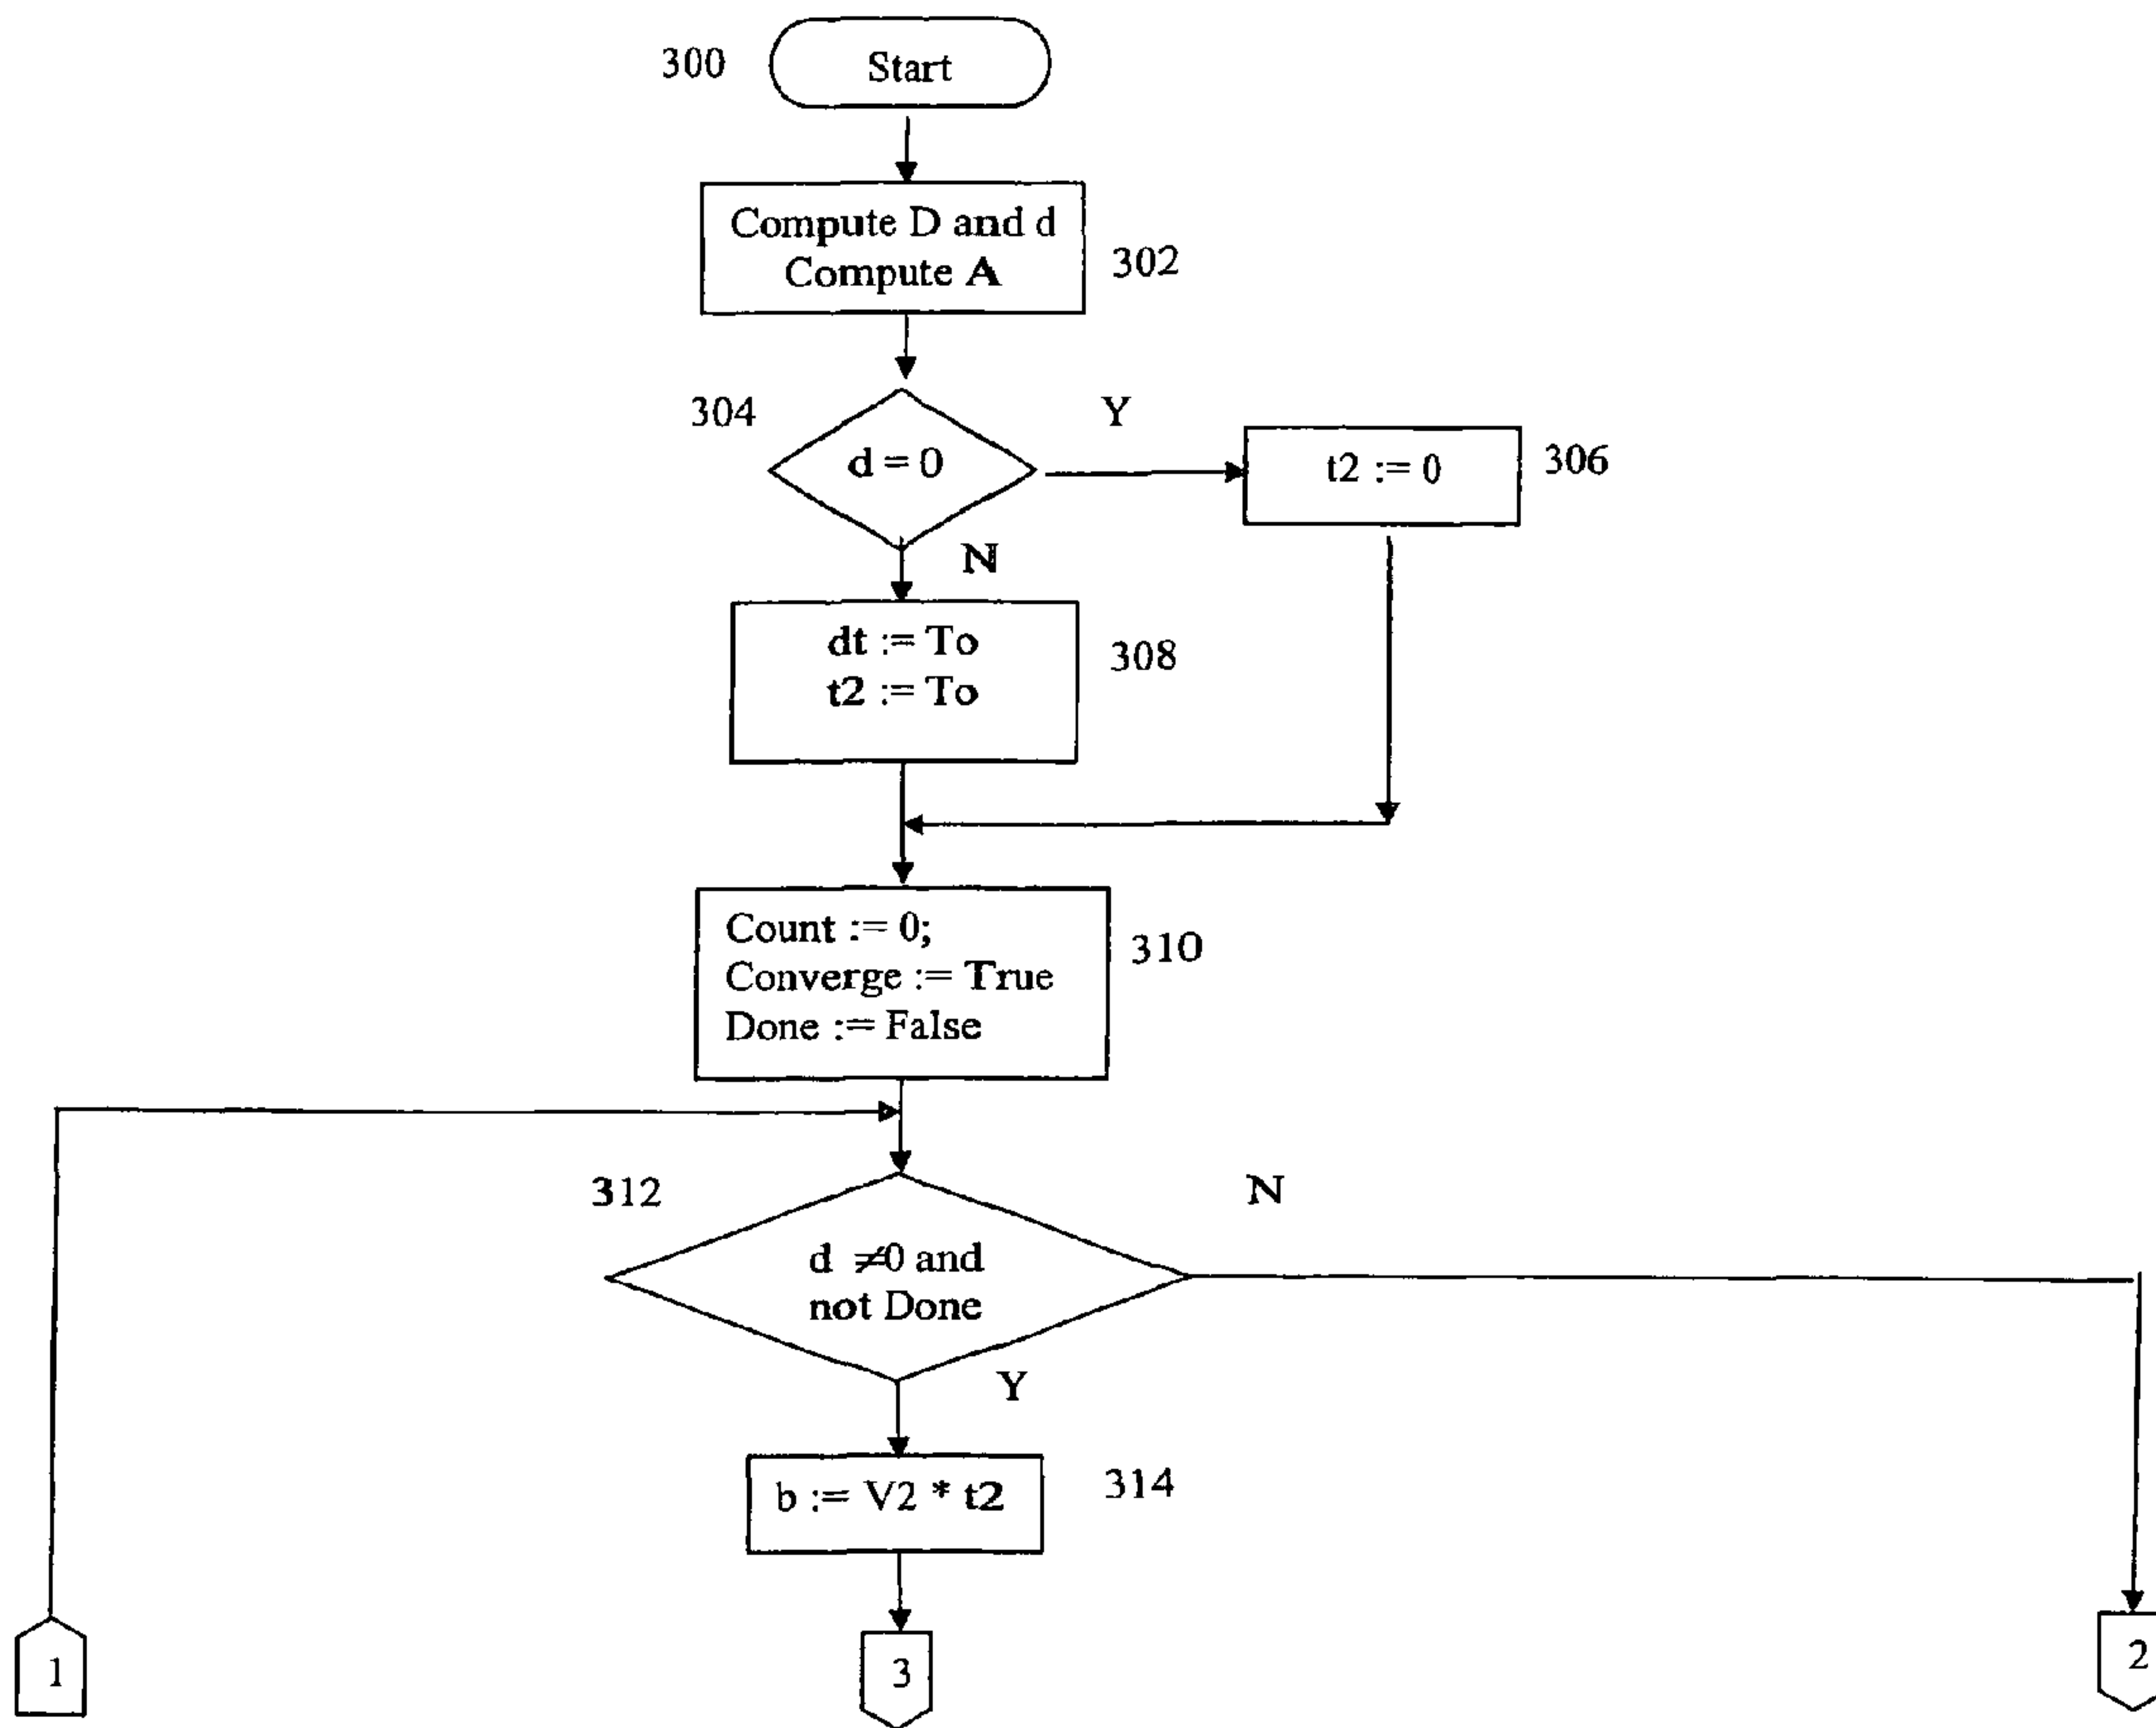 300
Start
Compute D and d
Compute A
302
304
Y
d = 0
t2 := 0
306
N
dt := To
t2 := To
308
Count := 0;
Converge := True
Done := False
310
312
N
d ≠0 and
not Done
Y
b := V2 * t2
314
1
3
2